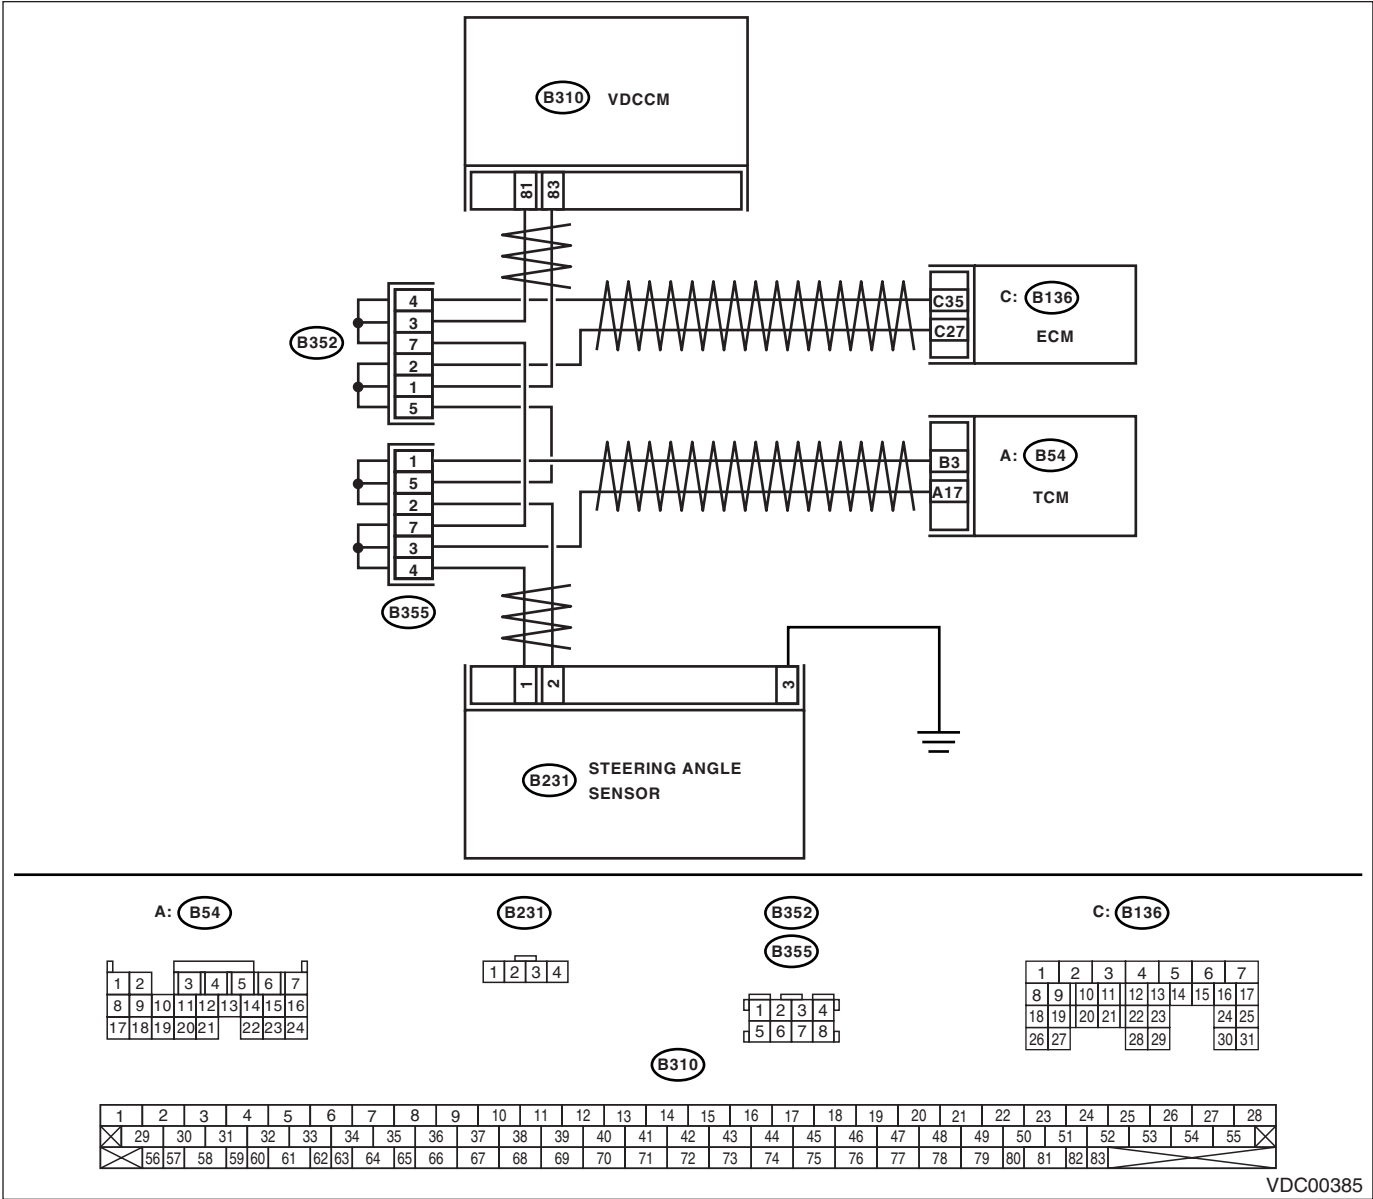 B310 VDCCM
81 83
4 C35 C: B136
3
B352 7 C27 ECM
2
1
5
1 B3 A: B54
5
2 A17 TCM
7
3
4
B355
1 2 3
B231 STEERING ANGLE
SENSOR
A: B54 B231 B352 C: B136
B355
1 2 3 4 5 6 7
8 9 10 11 12 13 14 15 16
17 18 19 20 21 22 23 24
1 2 3 4
1 2 3 4
5 6 7 8
1 2 3 4 5 6 7
8 9 10 11 12 13 14 15 16 17
18 19 20 21 22 23 24 25
26 27 28 29 30 31
B310
1 2 3 4 5 6 7 8 9 10 11 12 13 14 15 16 17 18 19 20 21 22 23 24 25 26 27 28
29 30 31 32 33 34 35 36 37 38 39 40 41 42 43 44 45 46 47 48 49 50 51 52 53 54 55
56 57 58 59 60 61 62 63 64 65 66 67 68 69 70 71 72 73 74 75 76 77 78 79 80 81 82 83
VDC00385